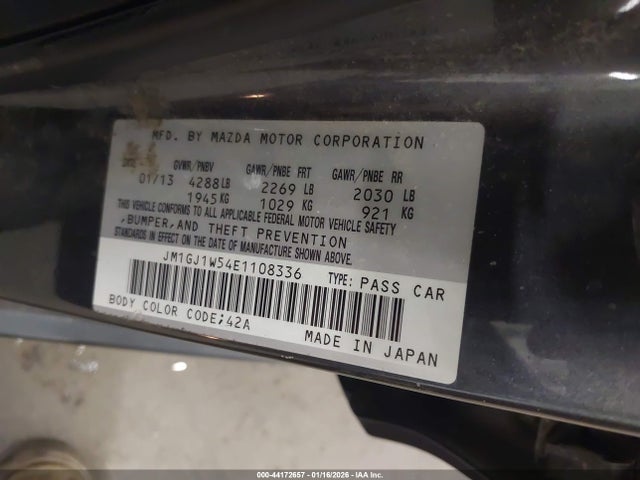 MFD. BY MAZDA MOTOR CORPORATION
DATE GVWR/PNBV GAWR/PNBE FRT GAWR/PNBE RR
01/13 4288LB 2269 LB 2030 LB
1945KG 1029 KG 921 KG
THIS VEHICLE CONFORMS TO ALL APPLICABLE FEDERAL MOTOR VEHICLE SAFETY
,BUMPER,AND THEFT PREVENTION
STANDARDS IN EFFECT ON THE DATE OF MANUFACTURE SHOWN ABOVE.
JM1GJ1W54E1108336 TYPE: PASS CAR
BODY COLOR CODE;42A
MADE IN JAPAN
000-44172657 - 01/16/2026 - IAA Inc.